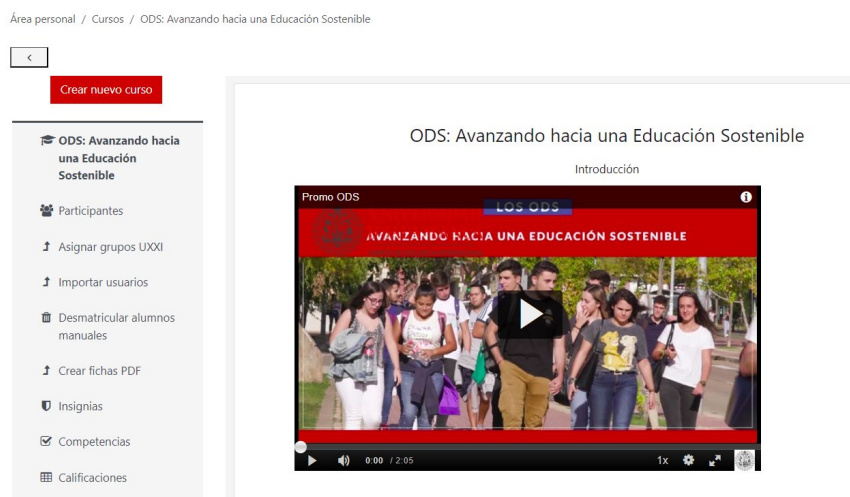 Área personal / Cursos / ODS: Avanzando hacia una Educación Sostenible
<
Crear nuevo curso
ODS: Avanzando hacia
una Educación
Sostenible
Participantes
Asignar grupos UXXI
Importar usuarios
Desmatricular alumnos
manuales
Crear fichas PDF
Insignias
Competencias
Calificaciones
ODS: Avanzando hacia una Educación Sostenible
Introducción
Promo ODS
LOS ODS
AVANZANDO HACIA UNA EDUCACIÓN SOSTENIBLE
0:00 / 2:05
1x